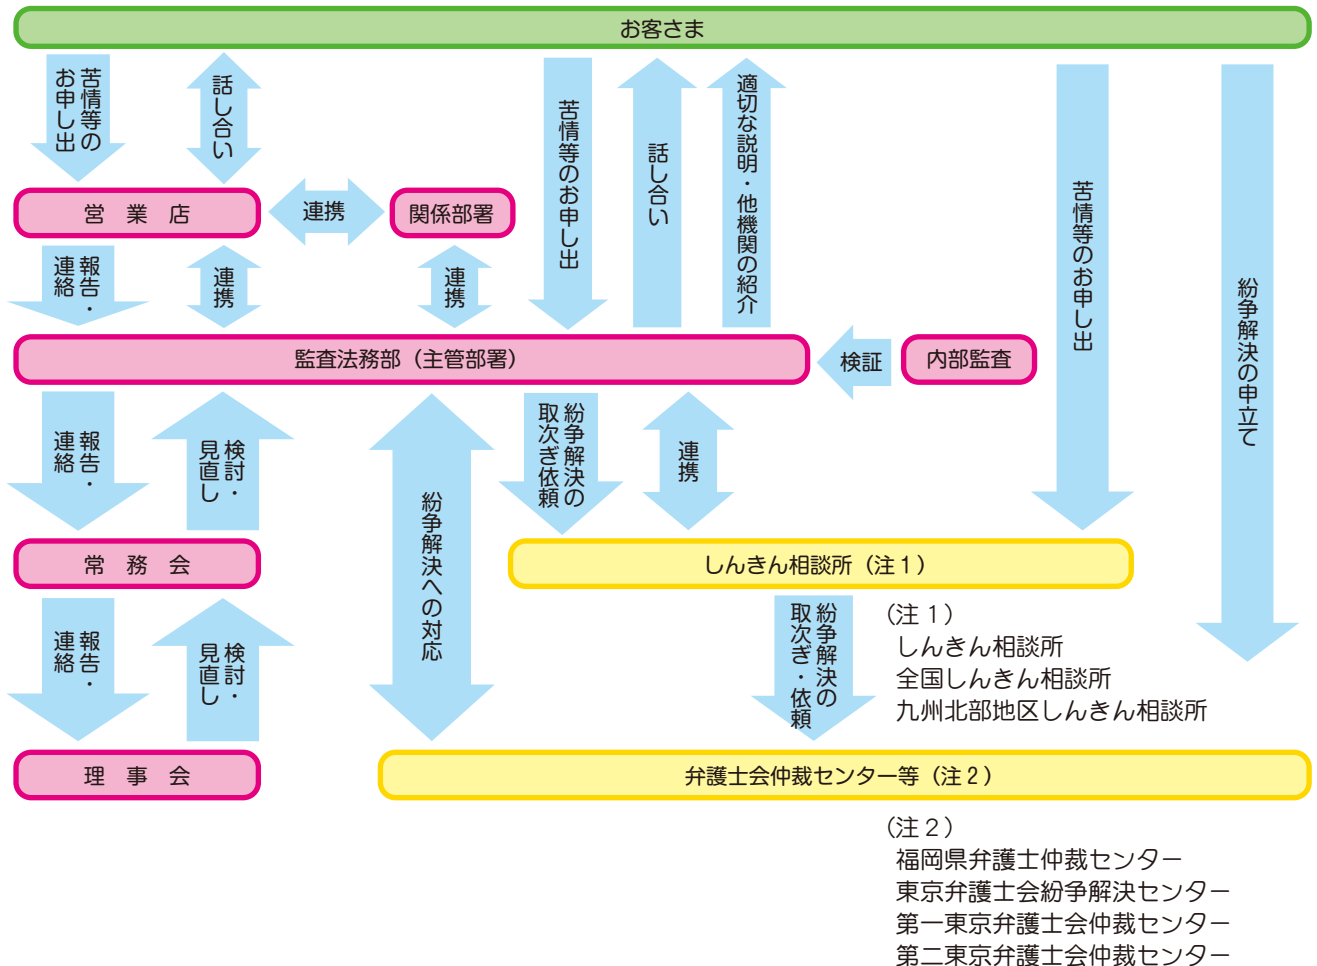 お客さま
苦情等の
お申し出
話し合い
苦情等のお申し出
話し合い
適切な説明・他機関の紹介
苦情等のお申し出
紛争解決の申立て
営　業　店
連携
関係部署
報告・
連絡
連携
連携
監査法務部（主管部署）
検証
内部監査
報告・
連絡
検討・
見直し
紛争解決への対応
紛争解決の
取次ぎ依頼
連携
常　務　会
しんきん相談所（注１）
報告・
連絡
検討・
見直し
紛争解決の
取次ぎ・依頼
（注１）
しんきん相談所
全国しんきん相談所
九州北部地区しんきん相談所
理　事　会
弁護士会仲裁センター等（注２）
（注２）
福岡県弁護士仲裁センター
東京弁護士会紛争解決センター
第一東京弁護士会仲裁センター
第二東京弁護士会仲裁センター